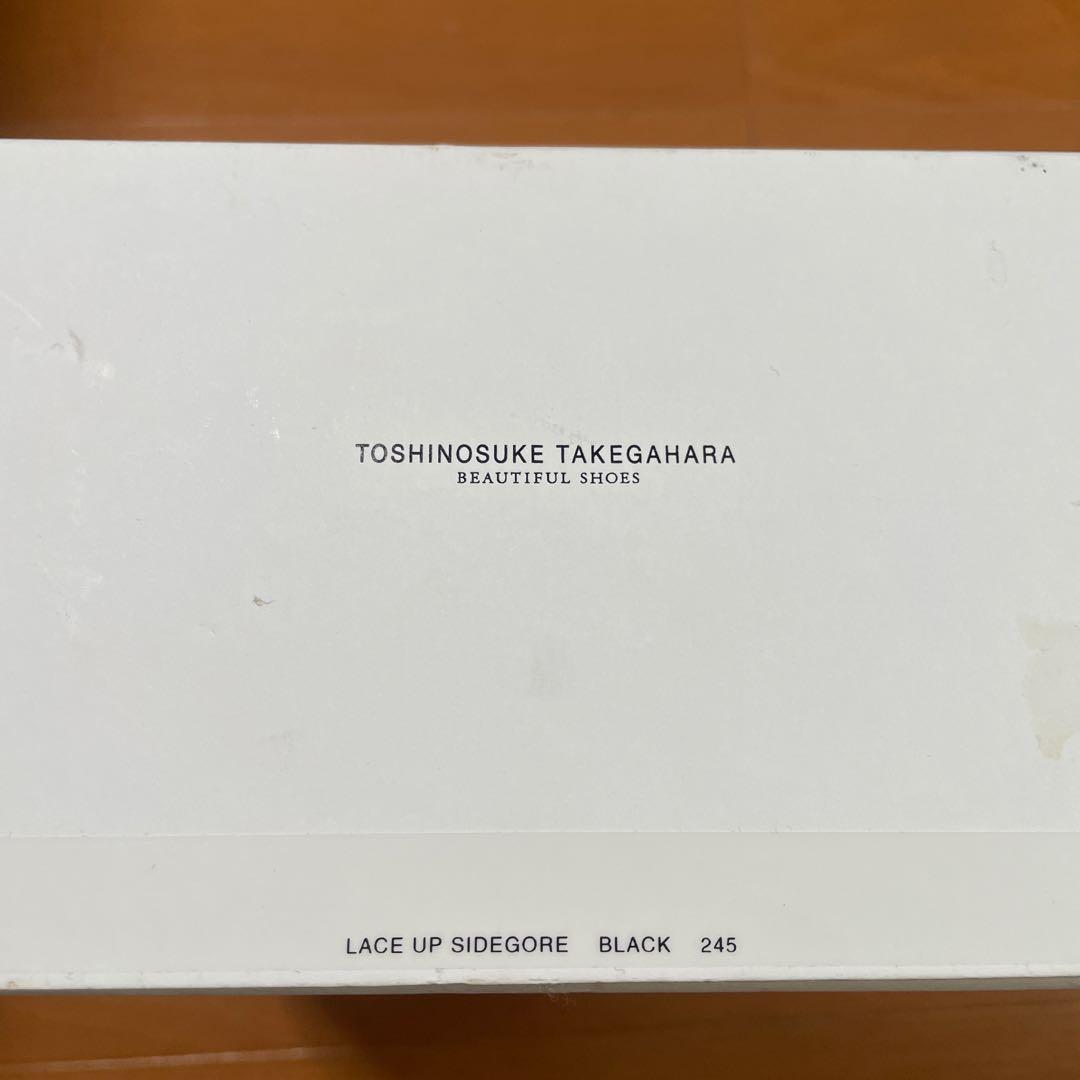 TOSHINOSUKE TAKEGAHARA
BEAUTIFUL SHOES
LACE UP SIDEGORE BLACK 245